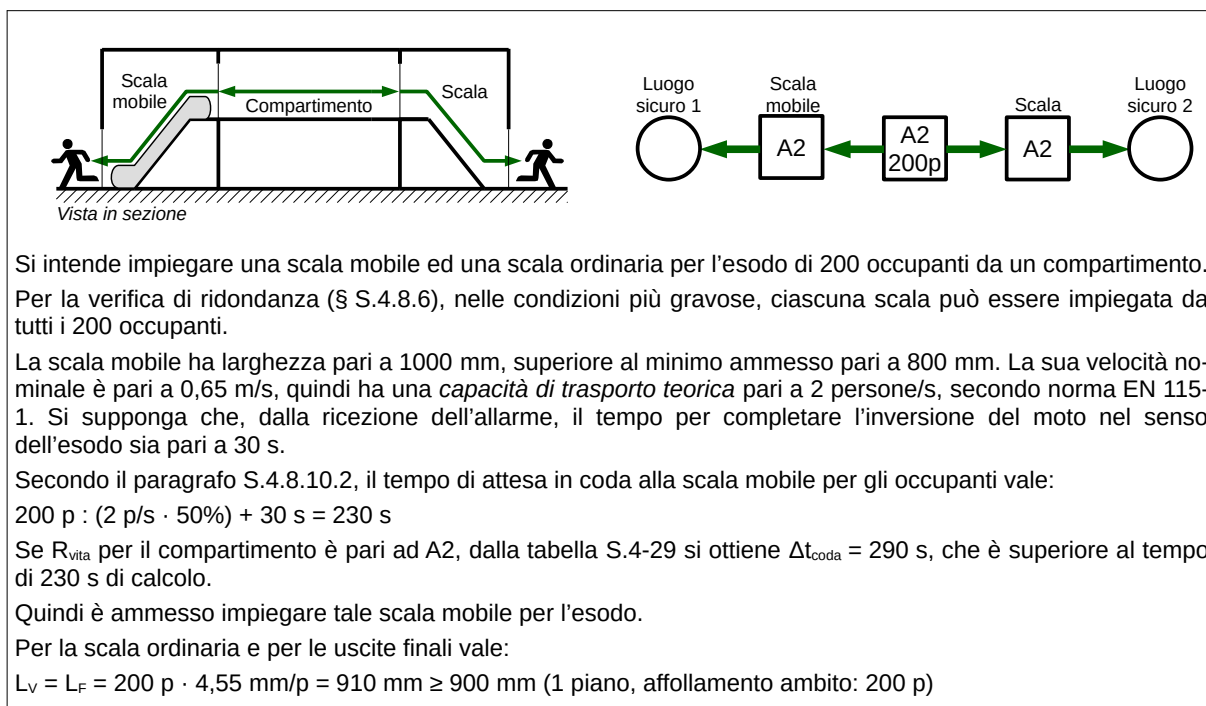 Scala
mobile
Compartimento
Scala
Vista in sezione
Luogo
sicuro 1
Scala
mobile
Scala
Luogo
sicuro 2
A2
A2
200p
A2
Si intende impiegare una scala mobile ed una scala ordinaria per l’esodo di 200 occupanti da un compartimento.
Per la verifica di ridondanza (§ S.4.8.6), nelle condizioni più gravose, ciascuna scala può essere impiegata da
tutti i 200 occupanti.
La scala mobile ha larghezza pari a 1000 mm, superiore al minimo ammesso pari a 800 mm. La sua velocità no-
minale è pari a 0,65 m/s, quindi ha una capacità di trasporto teorica pari a 2 persone/s, secondo norma EN 115-
1. Si supponga che, dalla ricezione dell’allarme, il tempo per completare l’inversione del moto nel senso
dell’esodo sia pari a 30 s.
Secondo il paragrafo S.4.8.10.2, il tempo di attesa in coda alla scala mobile per gli occupanti vale:
200 p : (2 p/s · 50%) + 30 s = 230 s
Se Rvita per il compartimento è pari ad A2, dalla tabella S.4-29 si ottiene Δtcoda = 290 s, che è superiore al tempo
di 230 s di calcolo.
Quindi è ammesso impiegare tale scala mobile per l’esodo.
Per la scala ordinaria e per le uscite finali vale:
LV = LF = 200 p · 4,55 mm/p = 910 mm ≥ 900 mm (1 piano, affollamento ambito: 200 p)